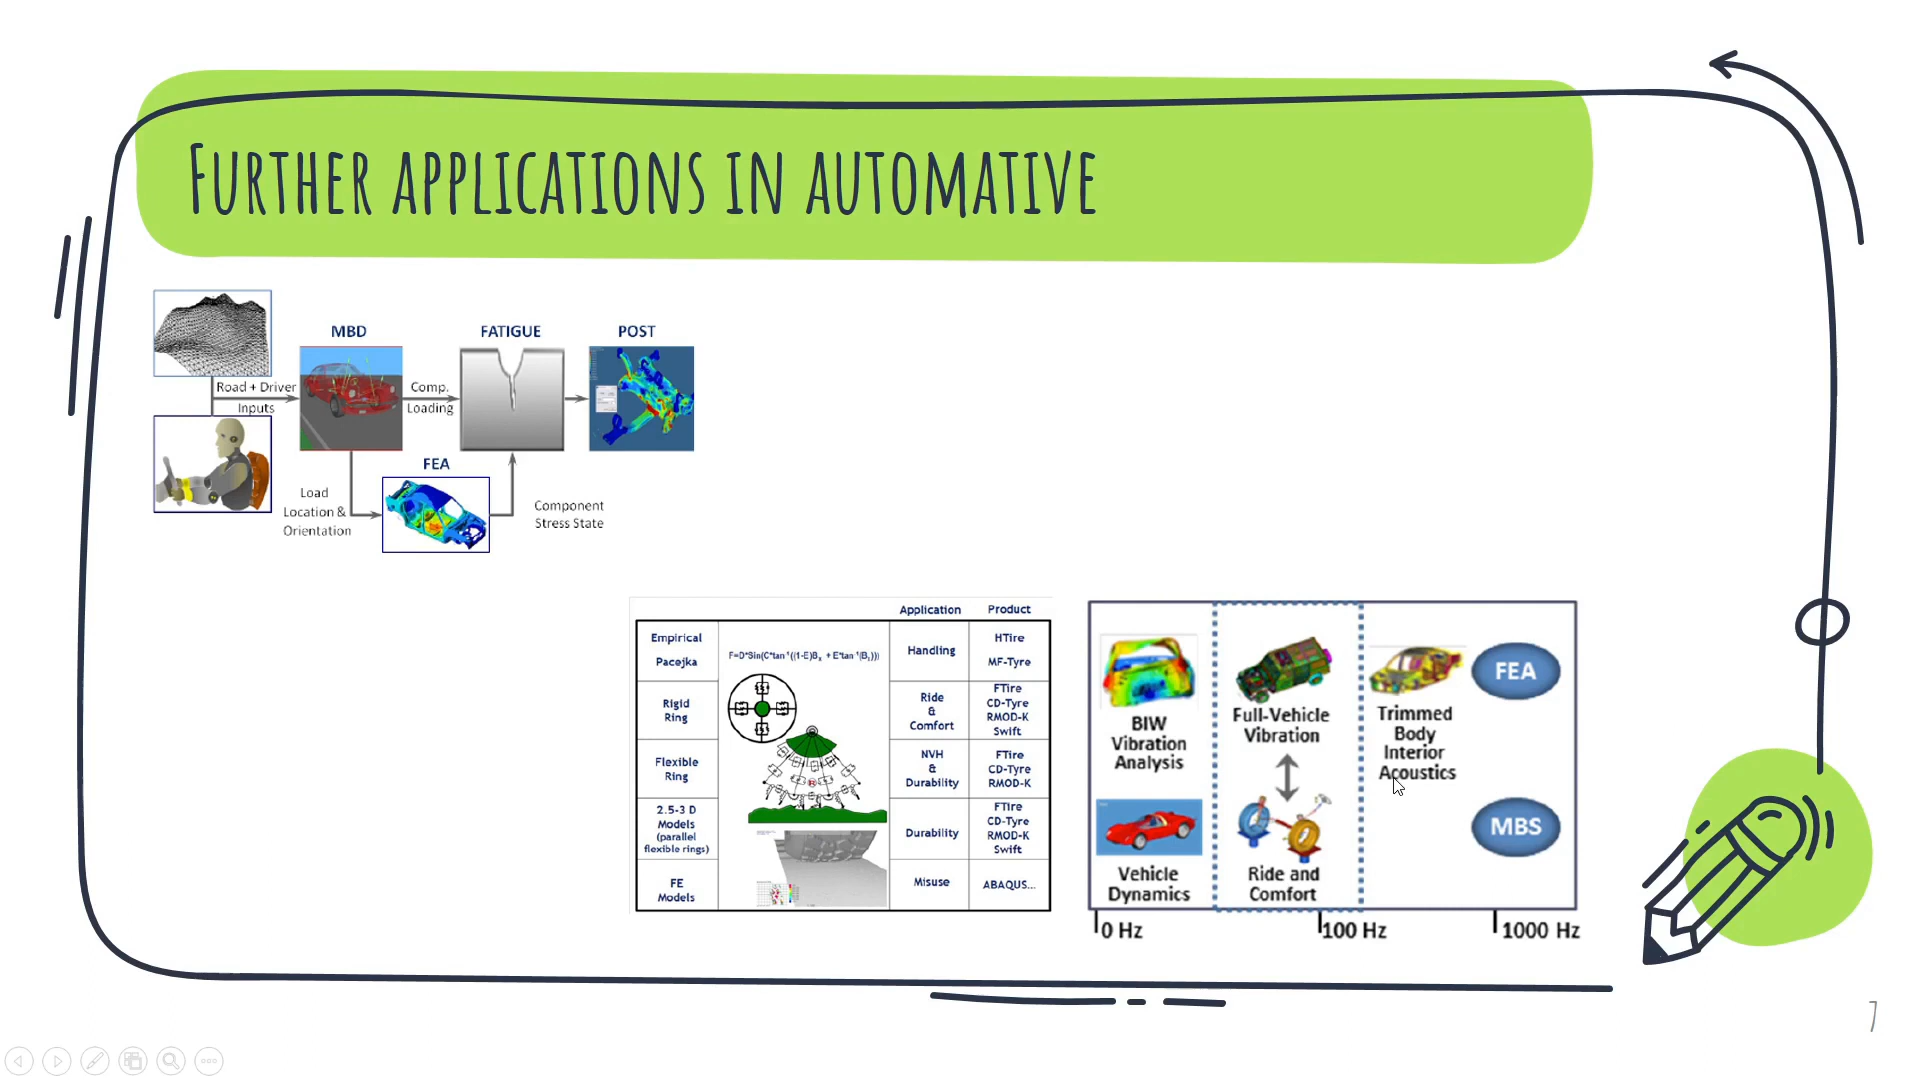 Further applications in automative
MBD
FATIGUE
POST
Road + Driver
Inputs
Comp.
Loading
FEA
Load
Location &
Orientation
Component
Stress State
Application
Product
Empirical
Pacejka
Handling
HTire
MF-Tyre
Rigid
Ring
Ride
&
Comfort
FTire
CD-Tyre
RMOD-K
Swift
Flexible
Ring
NVH
&
Durability
FTire
CD-Tyre
RMOD-K
2.5-3 D
Models
(parallel
flexible rings)
Durability
FTire
CD-Tyre
RMOD-K
Swift
FE
Models
Misuse
ABAQUS...
BIW
Vibration
Analysis
Full-Vehicle
Vibration
Trimmed
Body
Interior
Acoustics
FEA
Vehicle
Dynamics
Ride and
Comfort
MBS
0 Hz
100 Hz
1000 Hz
7